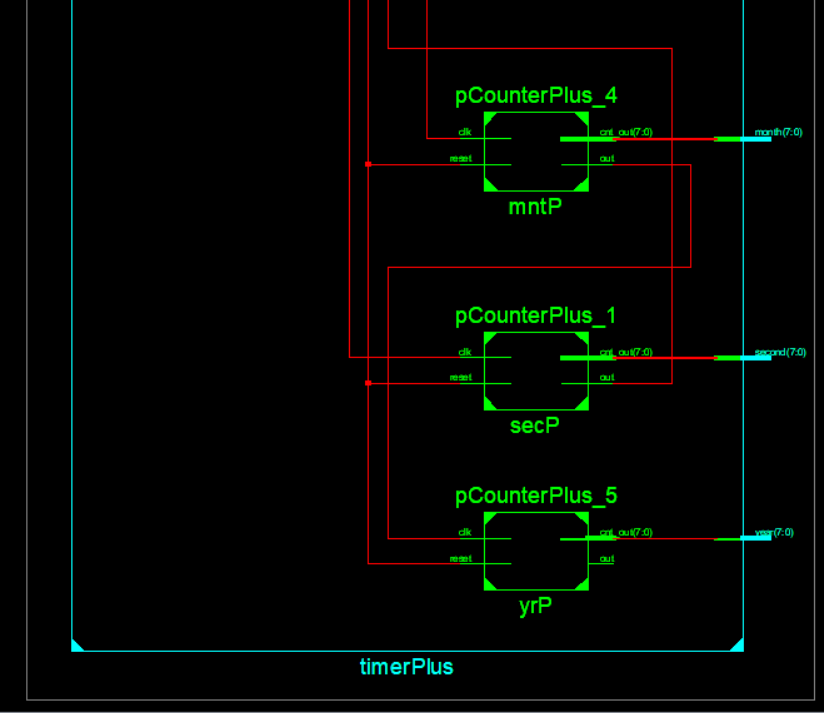 pCounterPlus_4
clk
cnt_out(7:0)
month(7:0)
reset
out
mntP
pCounterPlus_1
clk
cnt_out(7:0)
second(7:0)
reset
out
secP
pCounterPlus_5
clk
cnt_out(7:0)
year(7:0)
reset
out
yrP
timerPlus